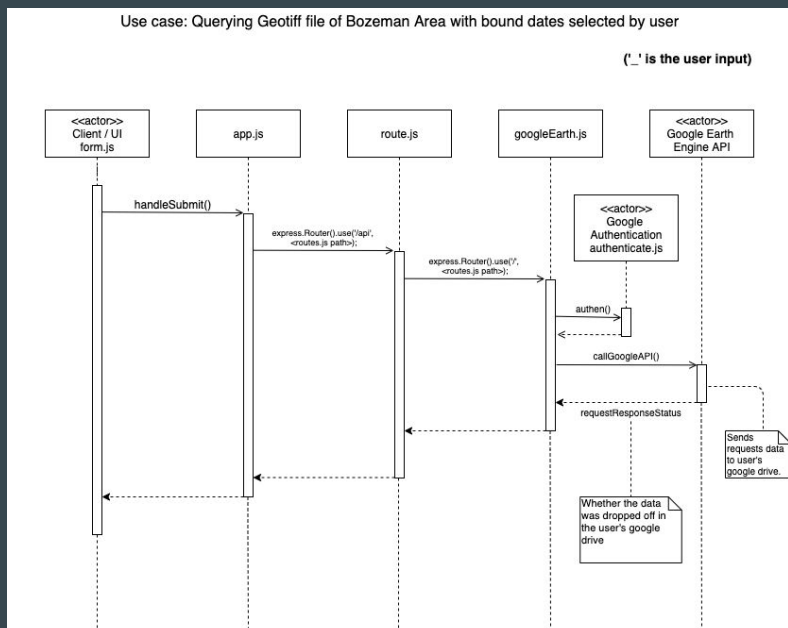 Use case: Querying Geotiff file of Bozeman Area with bound dates selected by user
('_' is the user input)
<<actor>>
Client / UI
form.js
app.js
route.js
googleEarth.js
<<actor>>
Google Earth
Engine API
<<actor>>
Google
Authentication
authenticate.js
handleSubmit()
express.Router().use('/api',
<routes.js path>);
express.Router().use('/',
<routes.js path>);
authen()
callGoogleAPI()
requestResponseStatus
Sends
requests data
to user's
google drive.
Whether the data
was dropped off in
the user's google
drive